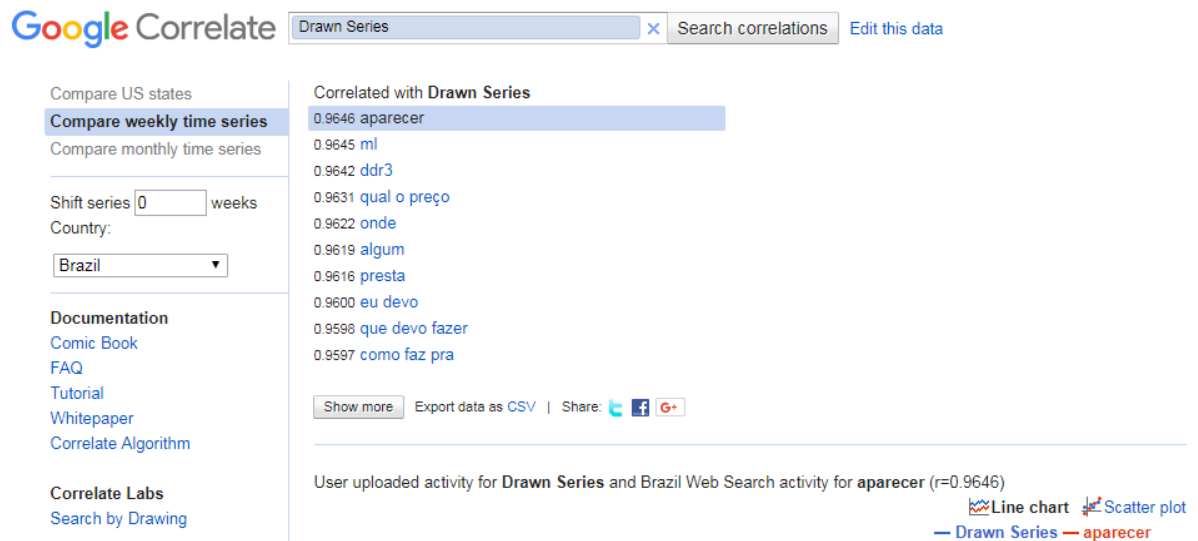 Google Correlate Drawn Series × Search correlations Edit this data
Compare US states
Compare weekly time series
Compare monthly time series
Shift series 0 weeks
Country:
Brazil
Documentation
Comic Book
FAQ
Tutorial
Whitepaper
Correlate Algorithm
Correlate Labs
Search by Drawing
Correlated with Drawn Series
0.9646 aparecer
0.9645 ml
0.9642 ddr3
0.9631 qual o preço
0.9622 onde
0.9619 algum
0.9616 presta
0.9600 eu devo
0.9598 que devo fazer
0.9597 como faz pra
Show more Export data as CSV | Share: G+
User uploaded activity for Drawn Series and Brazil Web Search activity for aparecer (r=0.9646)
Line chart Scatter plot
— Drawn Series — aparecer